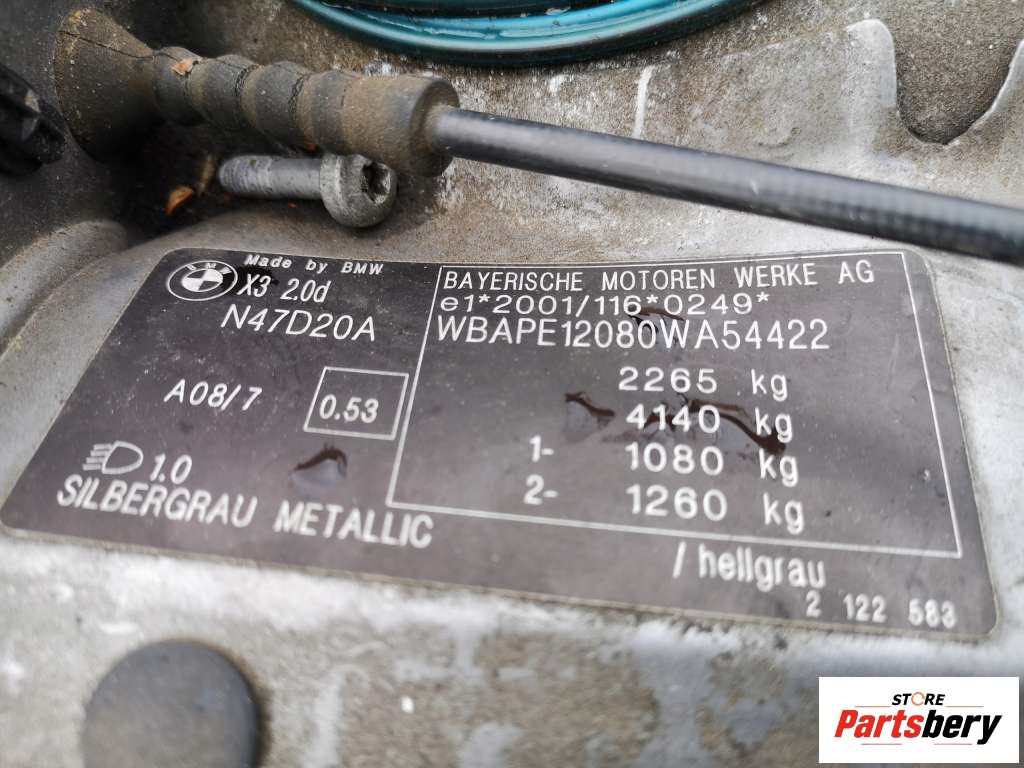 Made by BMW
X3 2.0d
N47D20A
A08/7
0.53
1.0
SILBERGRAU METALLIC
BAYERISCHE MOTOREN WERKE AG
e1*2001/116*0249*
WBAPE12080WA54422
2265 kg
4140 kg
1- 1080 kg
2- 1260 kg
/hellgrau
2 122 583
STORE
Partsbery